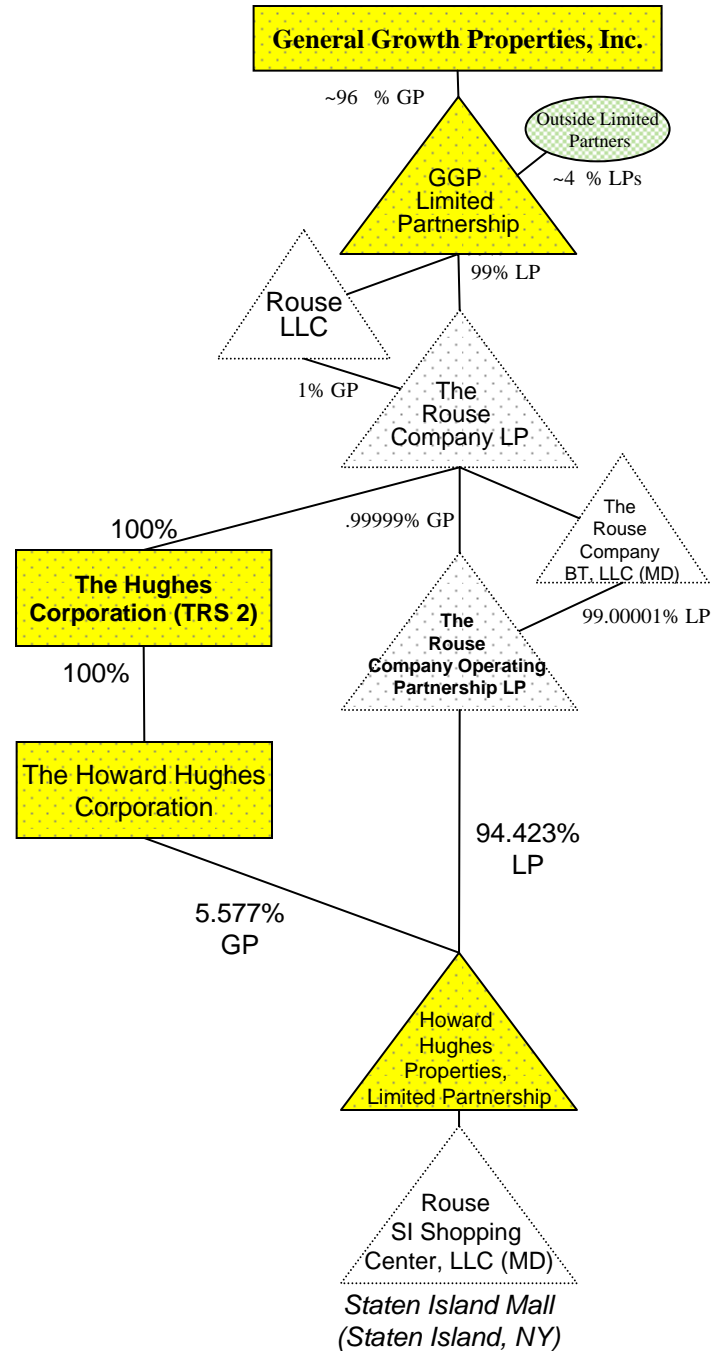 General Growth Properties, Inc.
~96 % GP
Outside Limited
Partners
~4 % LPs
GGP
Limited
Partnership
99% LP
Rouse
LLC
1% GP
The
Rouse
Company LP
100%
.99999% GP
The
Rouse
Company
BT, LLC (MD)
99.00001% LP
The Hughes
Corporation (TRS 2)
The
Rouse
Company Operating
Partnership LP
100%
The Howard Hughes
Corporation
94.423%
LP
5.577%
GP
Howard
Hughes
Properties,
Limited Partnership
Rouse
SI Shopping
Center, LLC (MD)
Staten Island Mall
(Staten Island, NY)